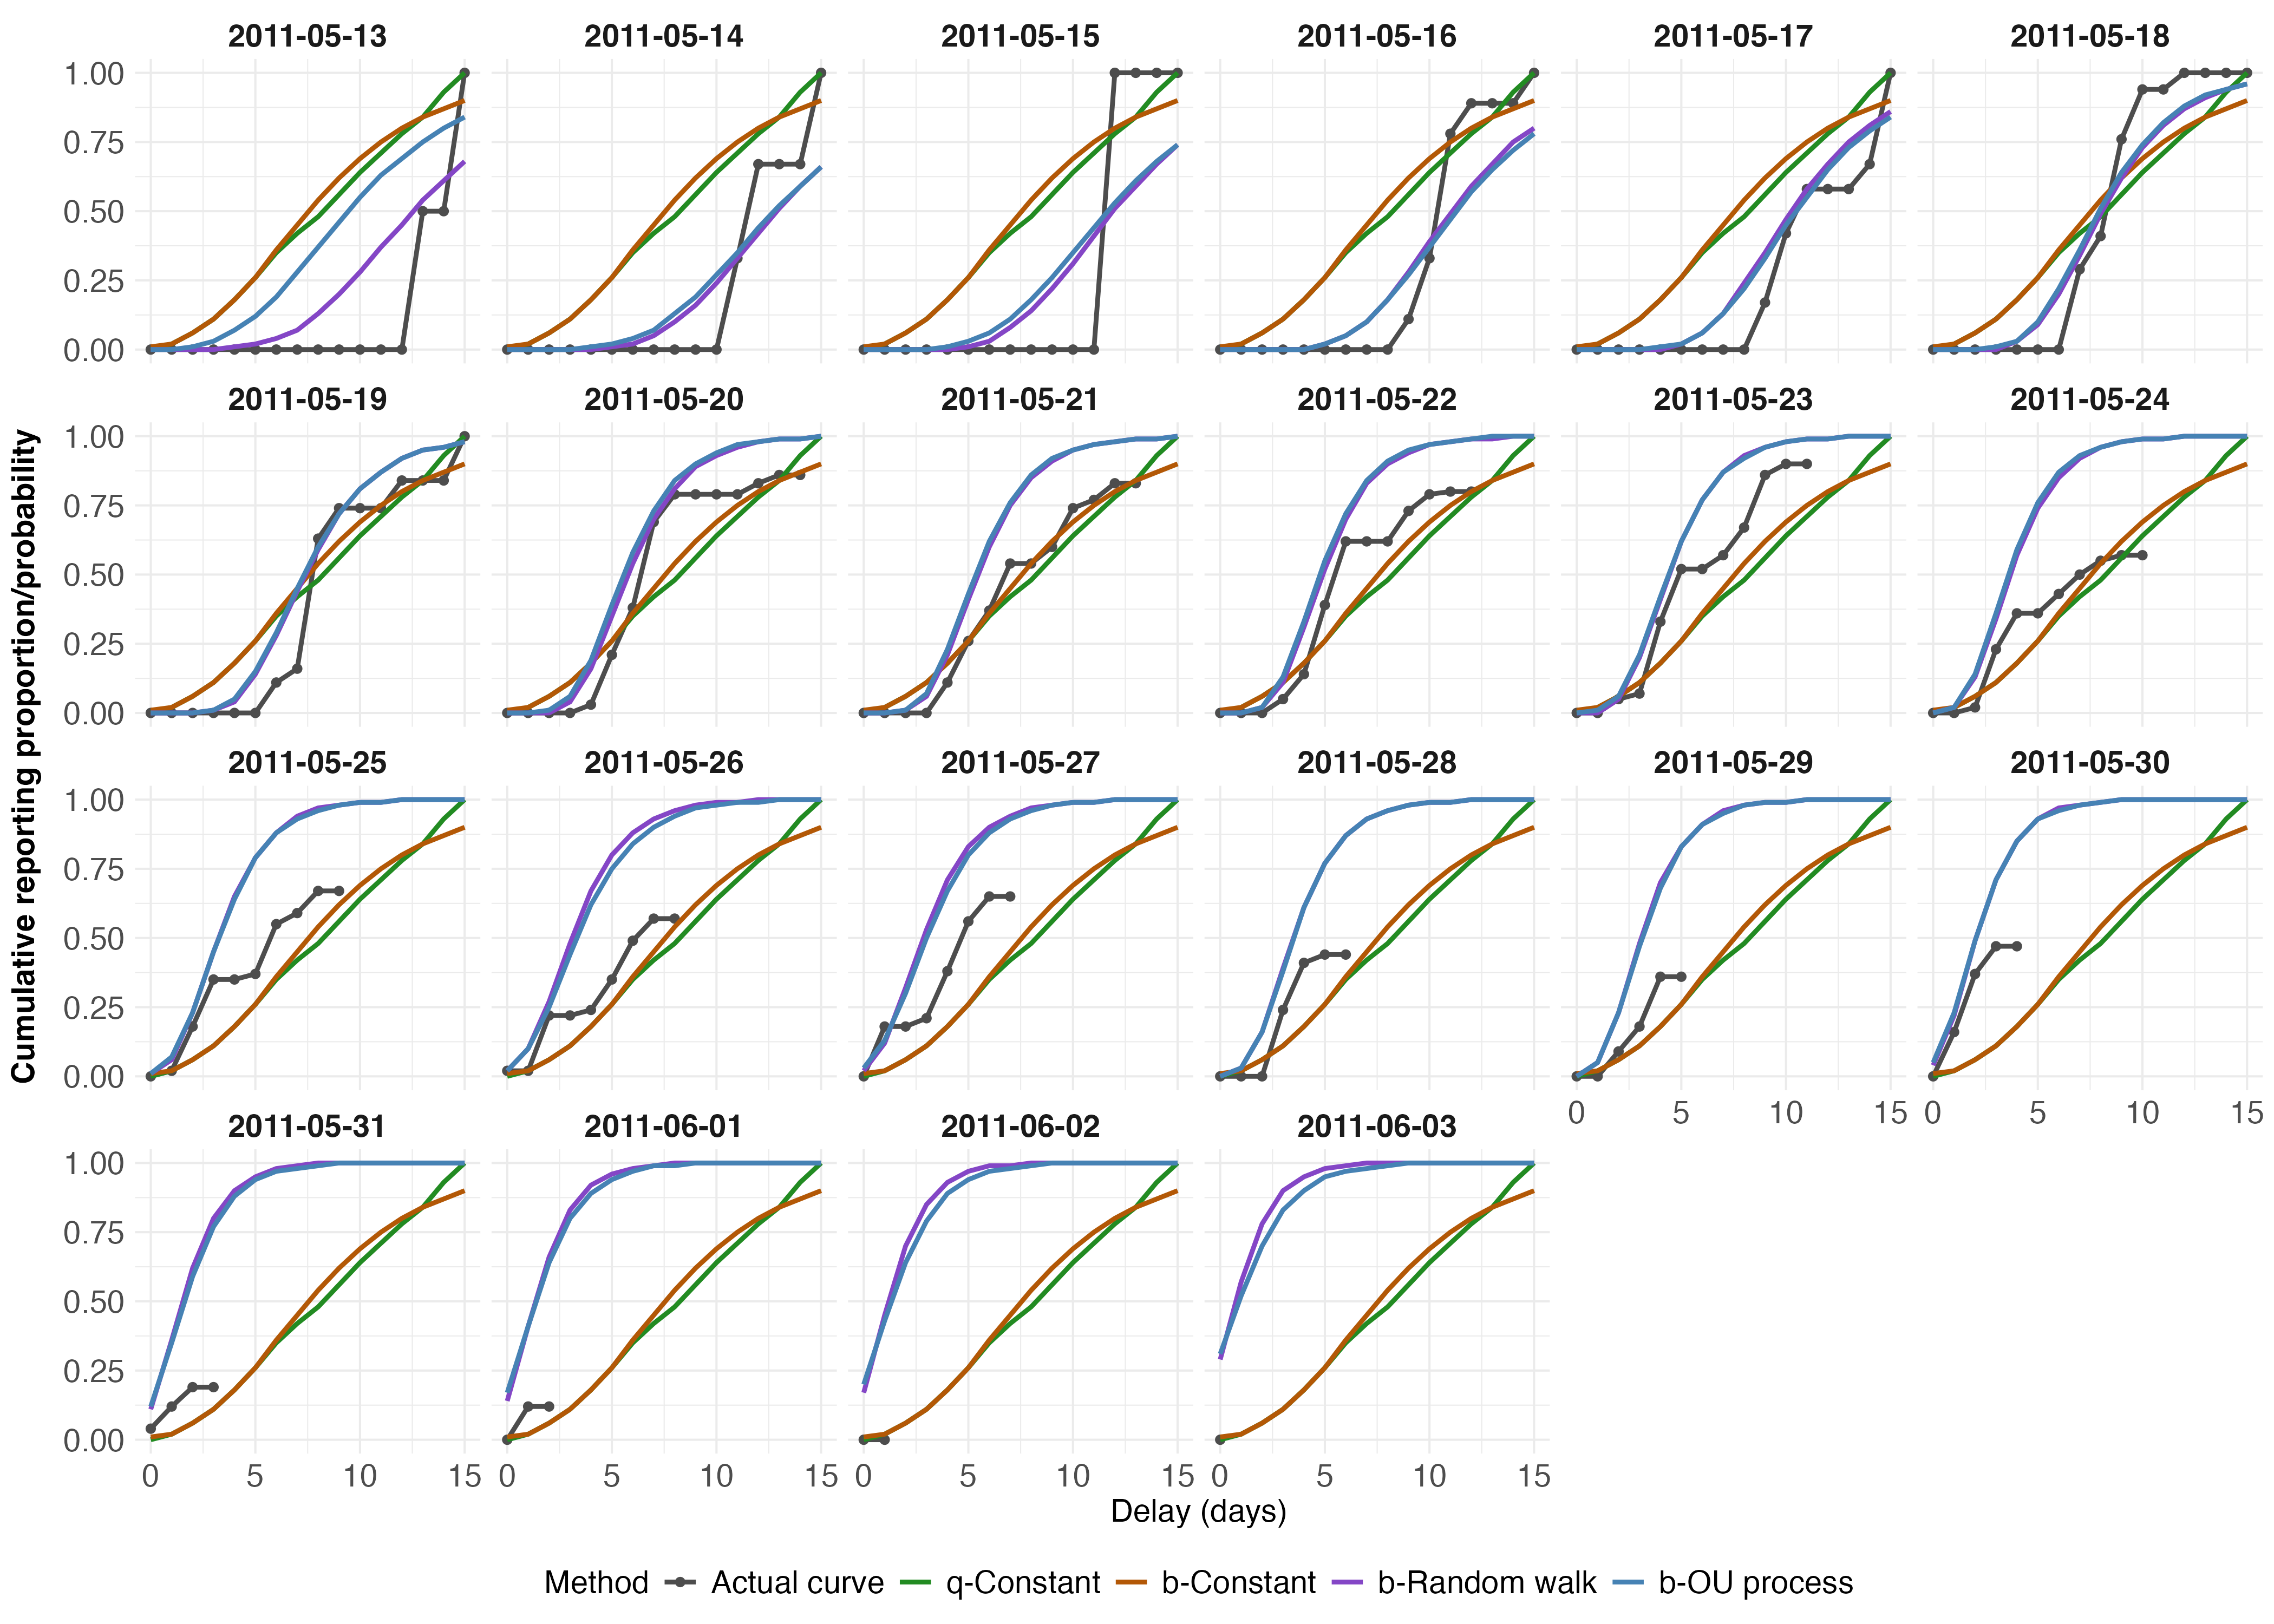 2011-05-13 2011-05-14 2011-05-15 2011-05-16 2011-05-17 2011-05-18
1.00
0.75
0.50
0.25
0.00
2011-05-19 2011-05-20 2011-05-21 2011-05-22 2011-05-23 2011-05-24
1.00
0.75
0.50
0.25
0.00
Cumulative reporting proportion/probability
2011-05-25 2011-05-26 2011-05-27 2011-05-28 2011-05-29 2011-05-30
1.00
0.75
0.50
0.25
0.00
0 5 10 15 0 5 10 15
2011-05-31 2011-06-01 2011-06-02 2011-06-03
1.00
0.75
0.50
0.25
0.00
0 5 10 15 0 5 10 15 0 5 10 15 0 5 10 15
Delay (days)
Method Actual curve q-Constant b-Constant b-Random walk b-OU process